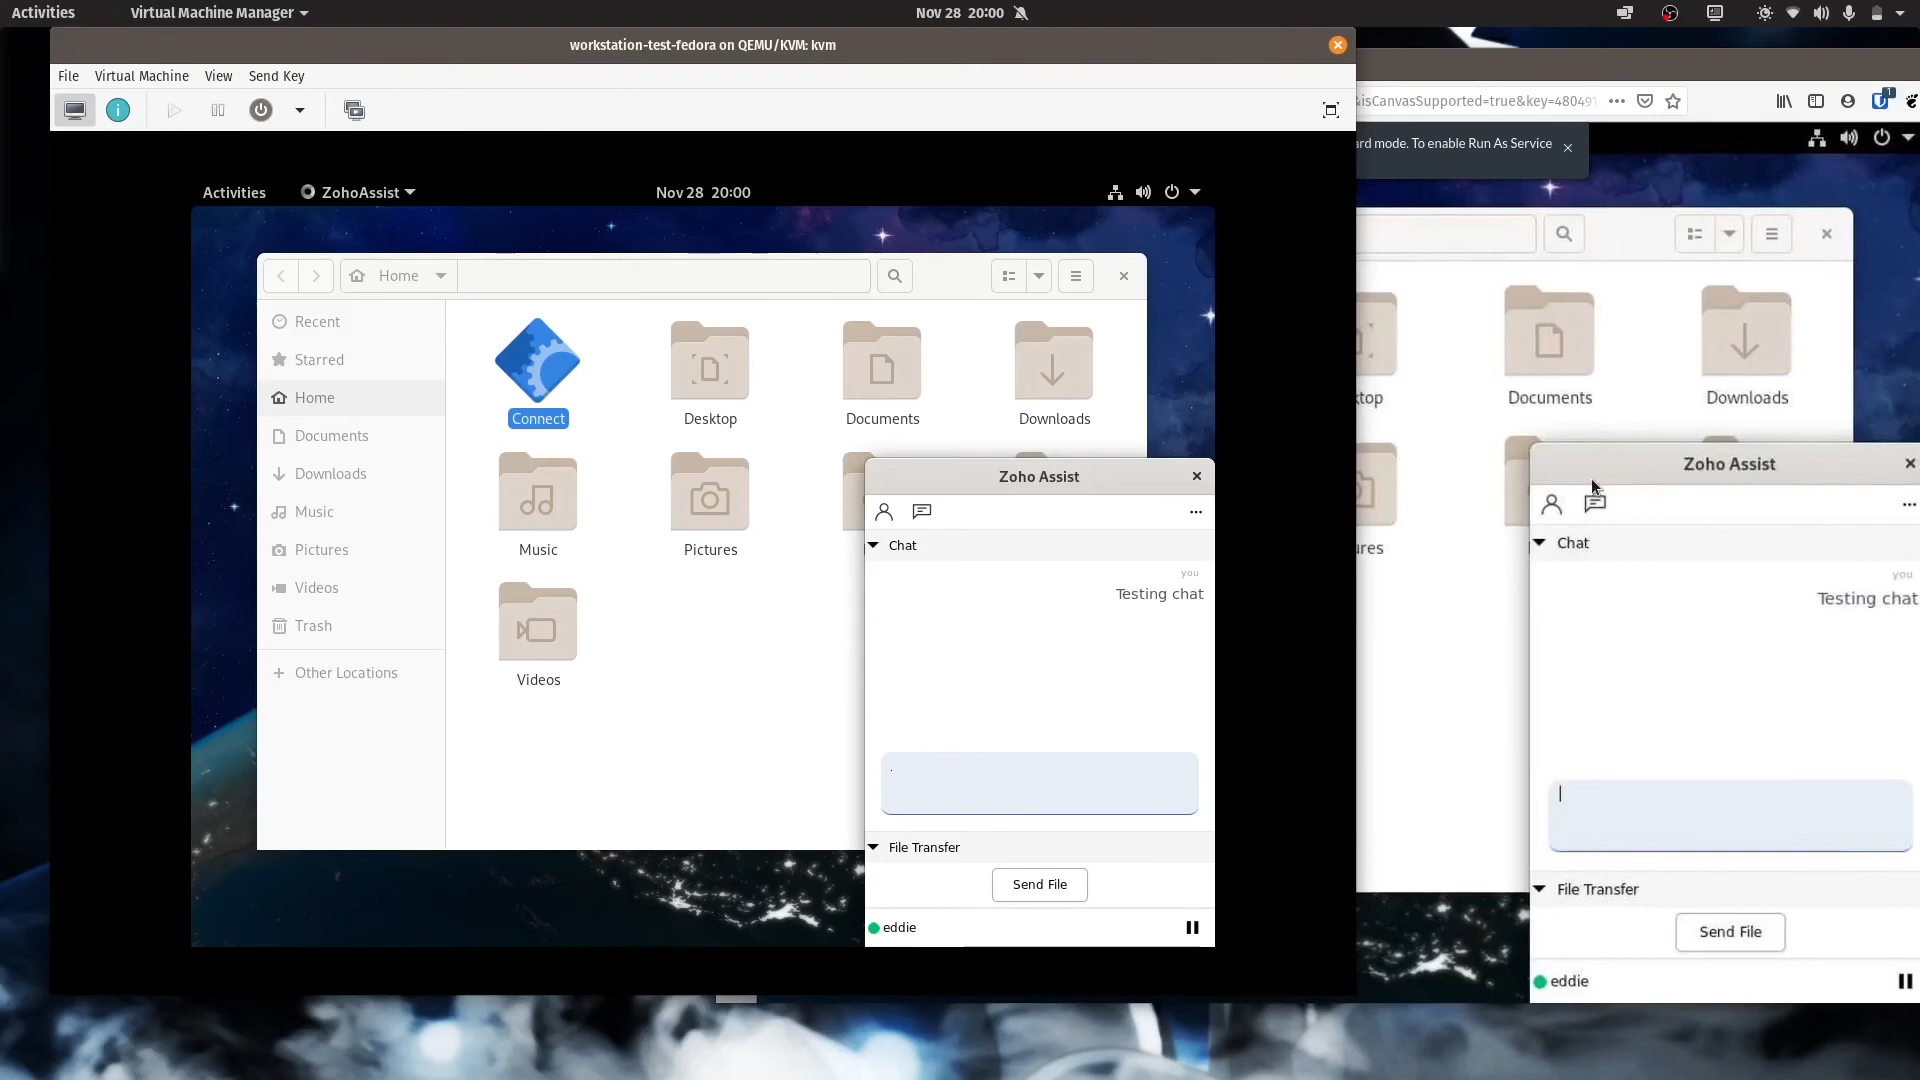 Activities
Virtual Machine Manager
Nov 28 20:00
workstation-test-fedora on QEMU/KVM: kvm
File Virtual Machine View Send Key
Activities
ZohoAssist
Nov 28 20:00
Home
Recent
Starred
Home
Documents
Downloads
Music
Pictures
Videos
Trash
+ Other Locations
Connect
Desktop
Documents
Downloads
Music
Pictures
Videos
Zoho Assist
Chat
you
Testing chat
File Transfer
Send File
eddie
isCanvasSupported=true&key=48049
1
ard mode. To enable Run As Service
top
Documents
Downloads
res
Zoho Assist
Chat
you
Testing chat
File Transfer
Send File
eddie